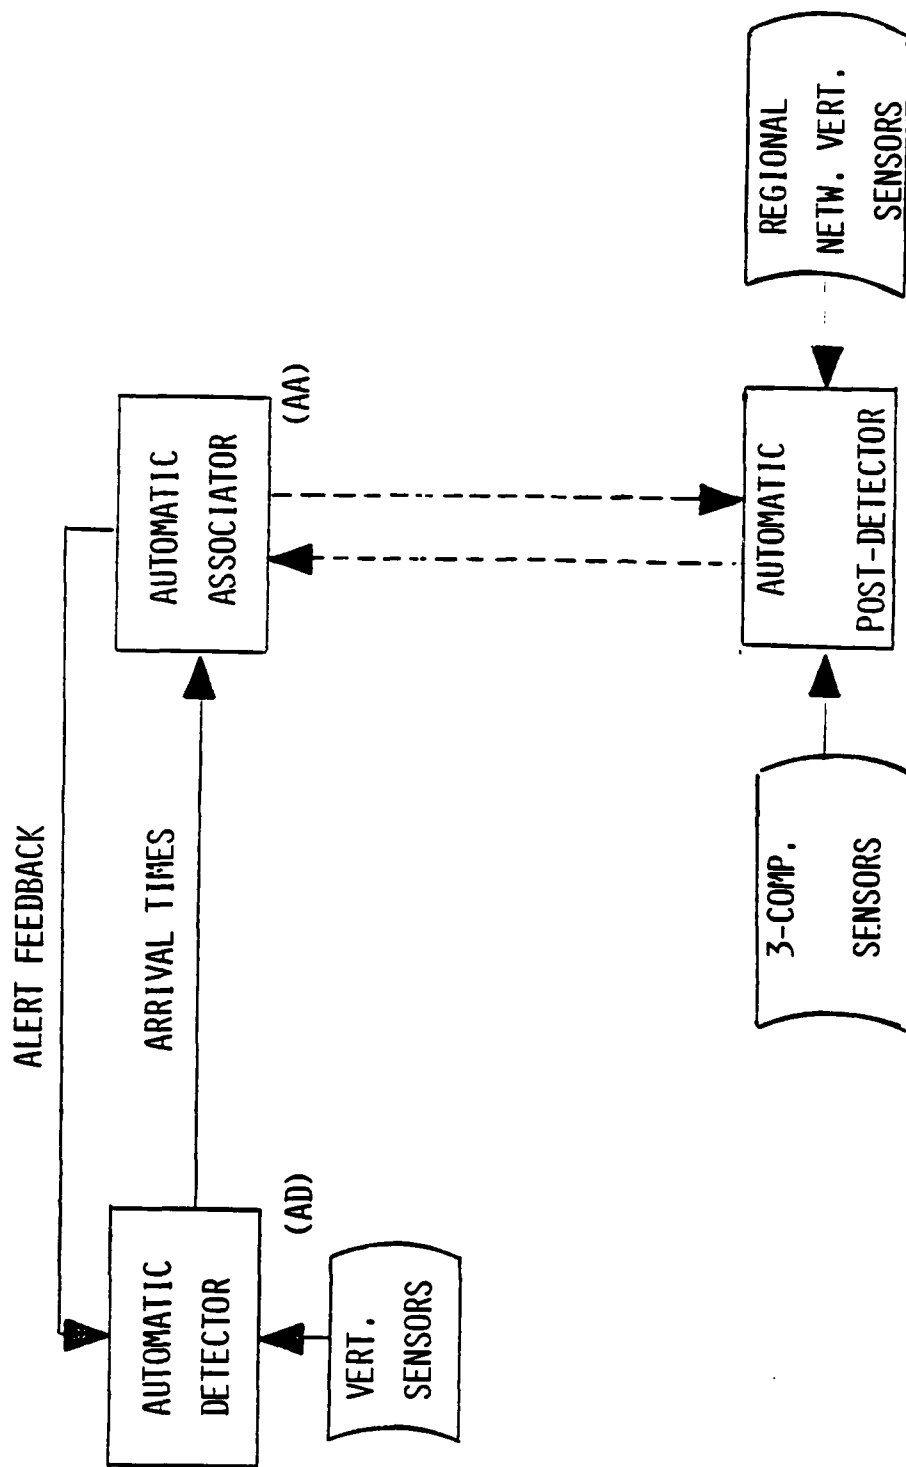 ALERT FEEDBACK
ARRIVAL TIMES
AUTOMATIC
DETECTOR
(AD)
VERT.
SENSORS
AUTOMATIC
ASSOCIATOR
(AA)
3-COMP.
SENSORS
AUTOMATIC
POST-DETECTOR
REGIONAL
NETW. VERT.
SENSORS